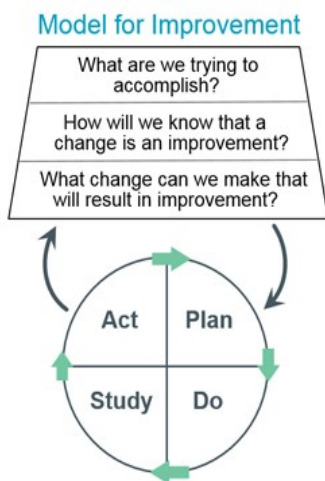 Model for Improvement
What are we trying to
accomplish?
How will we know that a
change is an improvement?
What change can we make that
will result in improvement?
Act
Plan
Study
Do